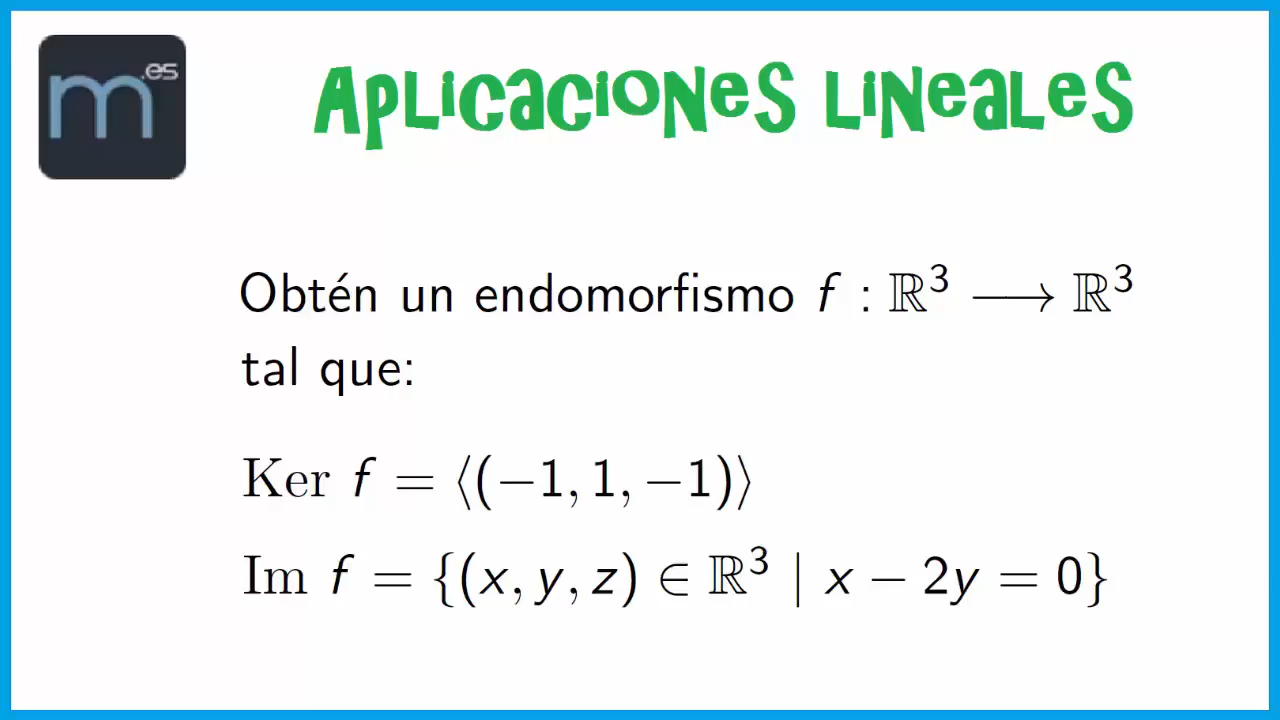 m.es
APLICACIONES LINEALES
Obtén un endomorfismo f : ℝ³ ⟶ ℝ³
tal que:
Ker f = ⟨(−1, 1, −1)⟩
Im f = {(x, y, z) ∈ ℝ³ | x − 2y = 0}